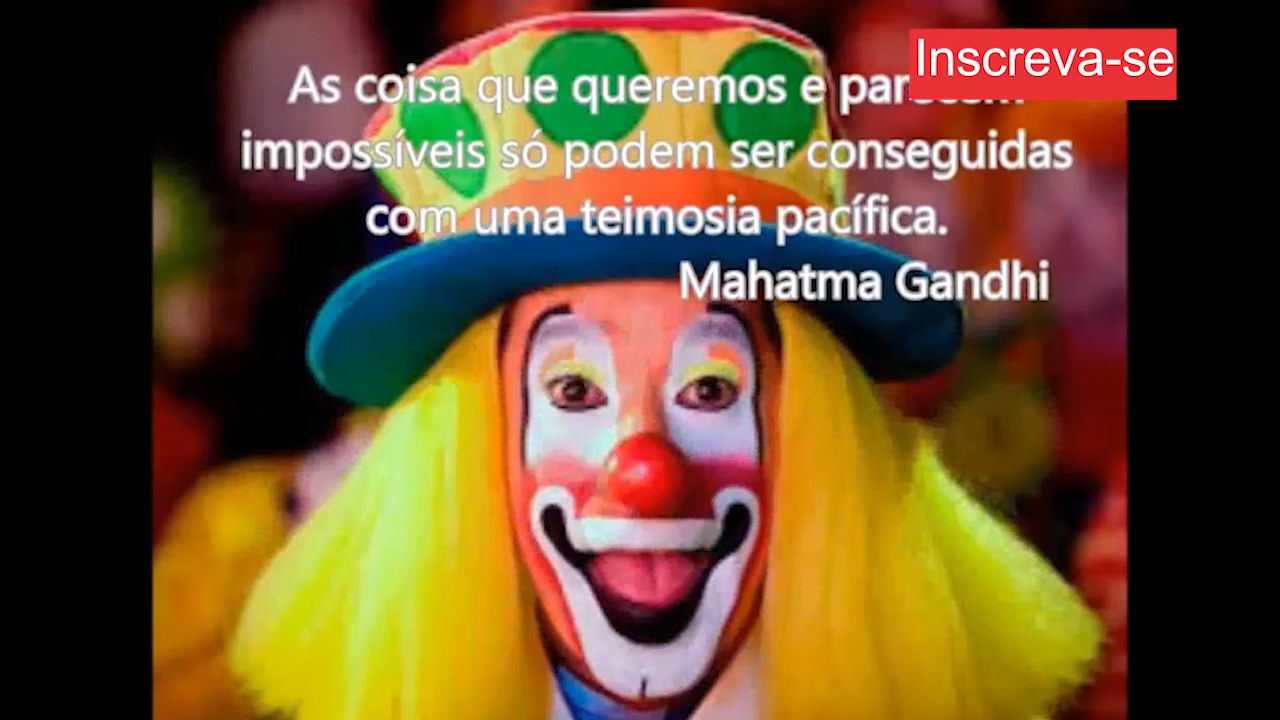 Inscreva-se
As coisa que queremos e
impossíveis só podem ser conseguidas
com uma teimosia pacífica.
Mahatma Gandhi